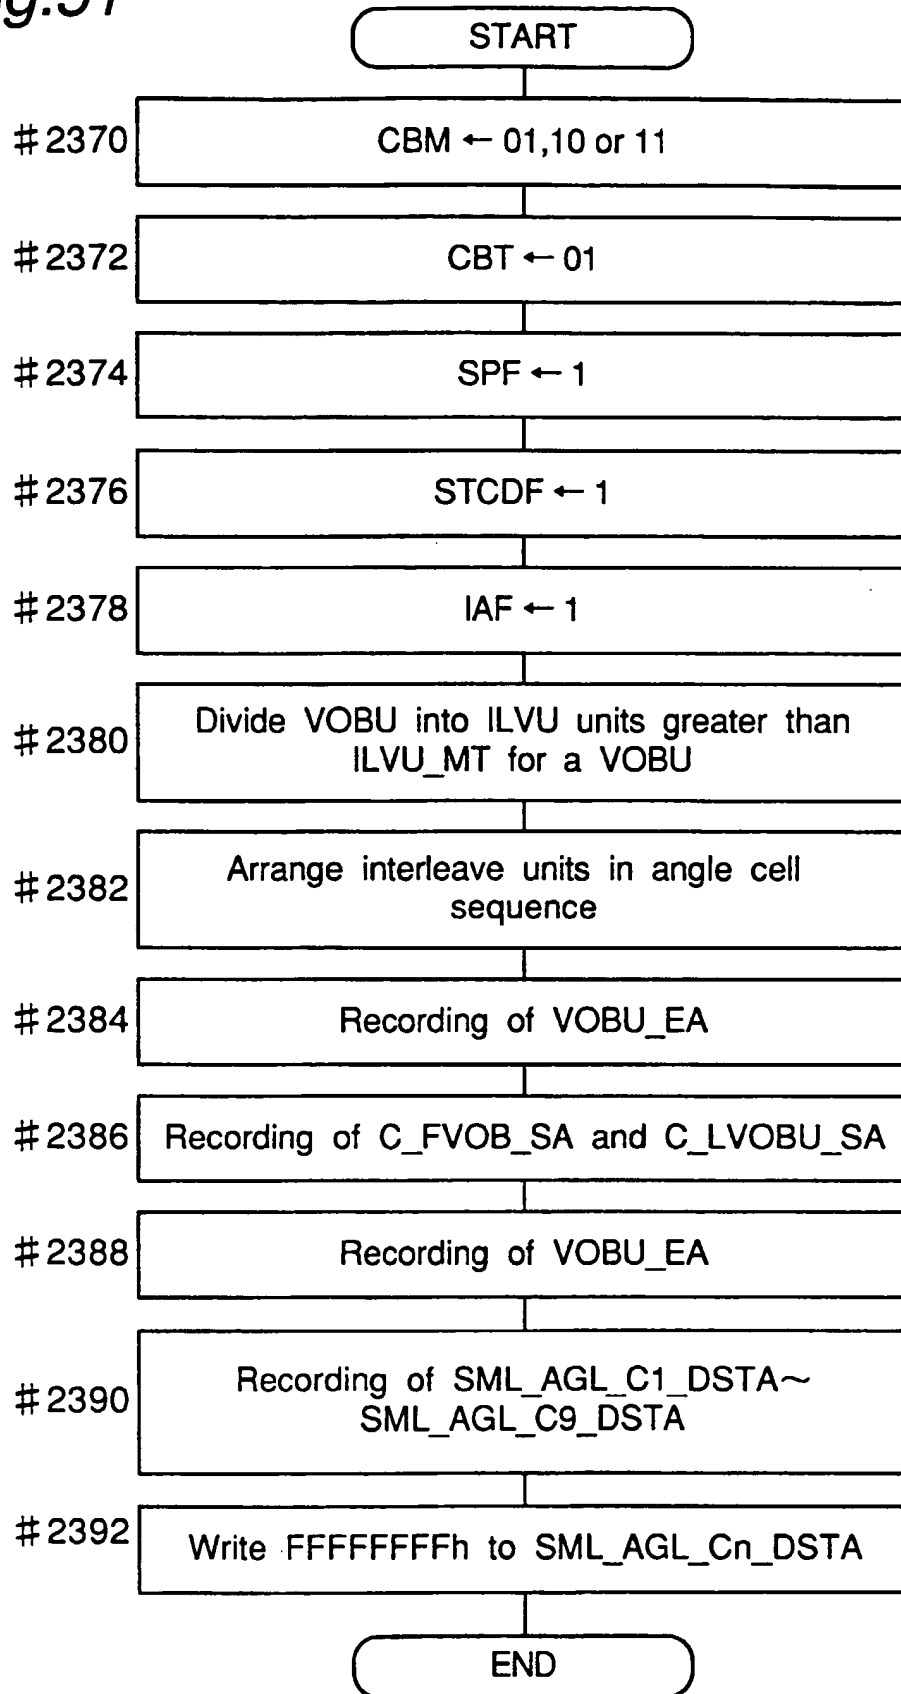 ig.51
START
#2370 CBM ← 01,10 or 11
#2372 CBT ← 01
#2374 SPF ← 1
#2376 STCDF ← 1
#2378 IAF ← 1
#2380 Divide VOBU into ILVU units greater than
ILVU_MT for a VOBU
#2382 Arrange interleave units in angle cell
sequence
#2384 Recording of VOBU_EA
#2386 Recording of C_FVOB_SA and C_LVOBU_SA
#2388 Recording of VOBU_EA
#2390 Recording of SML_AGL_C1_DSTA~
SML_AGL_C9_DSTA
#2392 Write FFFFFFFFh to SML_AGL_Cn_DSTA
END